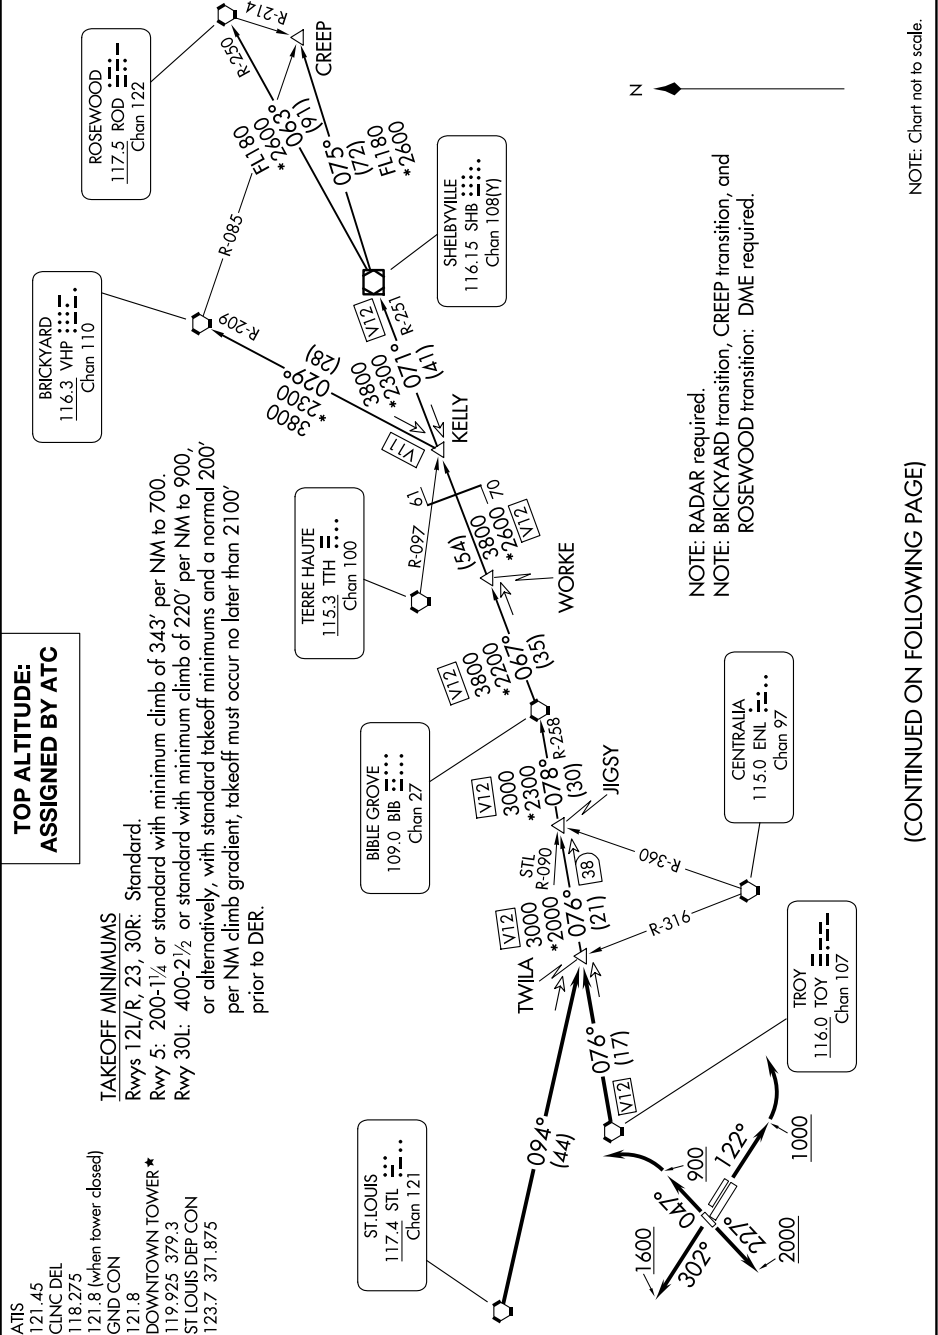 ATIS
121.45
CLNC DEL
118.275
121.8 (when tower closed)
GND CON
121.8
DOWNTOWN TOWER★
119.925 379.3
ST LOUIS DEP CON
123.7 371.875
TOP ALTITUDE:
ASSIGNED BY ATC
TAKEOFF MINIMUMS
Rwys 12L/R, 23, 30R: Standard.
Rwy 5: 200-1¼ or standard with minimum climb of 343' per NM to 700.
Rwy 30L: 400-2½ or standard with minimum climb of 220' per NM to 900,
or alternatively, with standard takeoff minimums and a normal 200'
per NM climb gradient, takeoff must occur no later than 2100'
prior to DER.
BRICKYARD
116.3 VHP
Chan 110
ROSEWOOD
117.5 ROD
Chan 122
R-214
R-250
CREEP
R-085
R-209
FL180
*2600
063°
(91)
075°
(72)
FL180
*2600
3800
*2300
029°
(28)
V11
V12
R-251
3800
*2300
071°
(41)
KELLY
SHELBYVILLE
116.15 SHB
Chan 108(Y)
TERRE HAUTE
115.3 TTH
Chan 100
R-097
61
70
(54)
3800
*2600
V12
WORKE
V12
3800
*2200
067°
(35)
BIBLE GROVE
109.0 BIB
Chan 27
V12
3000
*2300
078°
(30)
R-258
JIGSY
STL
R-090
38
V12
3000
*2000
076°
(21)
TWILA
R-360
R-316
CENTRALIA
115.0 ENL
Chan 97
ST.LOUIS
117.4 STL
Chan 121
094°
(44)
076°
(17)
V12
TROY
116.0 TOY
Chan 107
1600
302°
047°
900
122°
1000
227°
2000
N
NOTE: RADAR required.
NOTE: BRICKYARD transition, CREEP transition, and
ROSEWOOD transition: DME required.
NOTE: Chart not to scale.
(CONTINUED ON FOLLOWING PAGE)